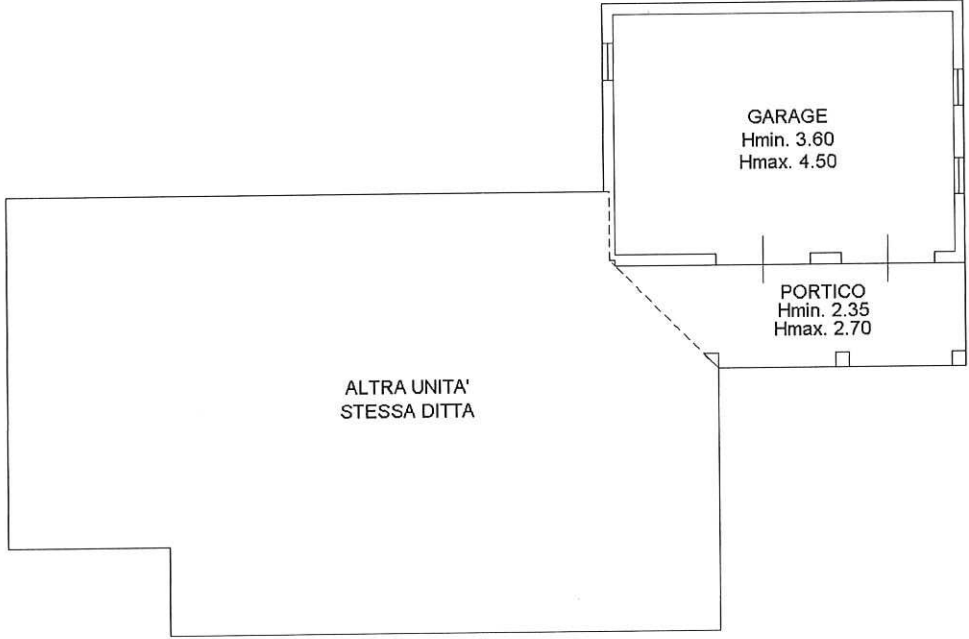 GARAGE
Hmin. 3.60
Hmax. 4.50
PORTICO
Hmin. 2.35
Hmax. 2.70
ALTRA UNITA'
STESSA DITTA